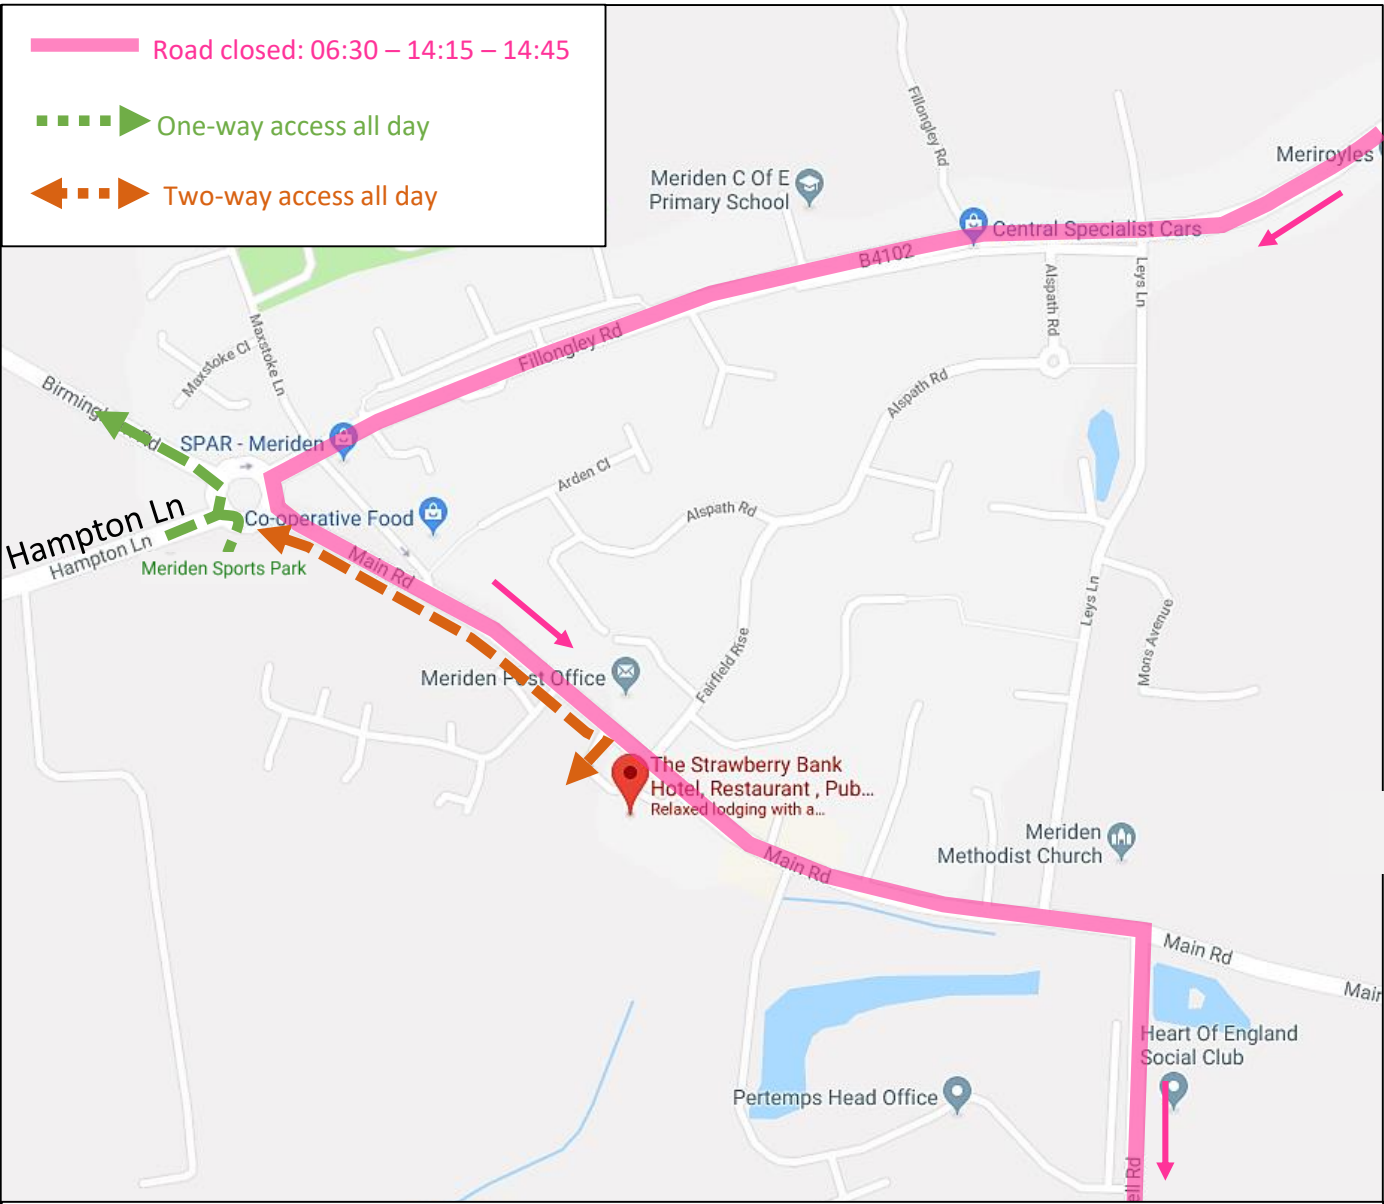 Road closed: 06:30 – 14:15 – 14:45
One-way access all day
Two-way access all day
Fillongley Rd
Meriroyles
Meriden C Of E
Primary School
Central Specialist Cars
B4102
Leys Ln
Alspath Rd
Maxstoke Ln
Maxstoke Cl
Fillongley Rd
Alspath Rd
SPAR - Meriden
Arden Cl
Hampton Ln
Hampton Ln
Co-operative Food
Alspath Rd
Meriden Sports Park
Main Rd
Leys Ln
Mons Avenue
Fairfield Rise
Meriden Post Office
The Strawberry Bank
Hotel, Restaurant , Pub...
Relaxed lodging with a...
Meriden
Methodist Church
Main Rd
Main Rd
Main
Heart Of England
Social Club
Pertemps Head Office
ell Rd